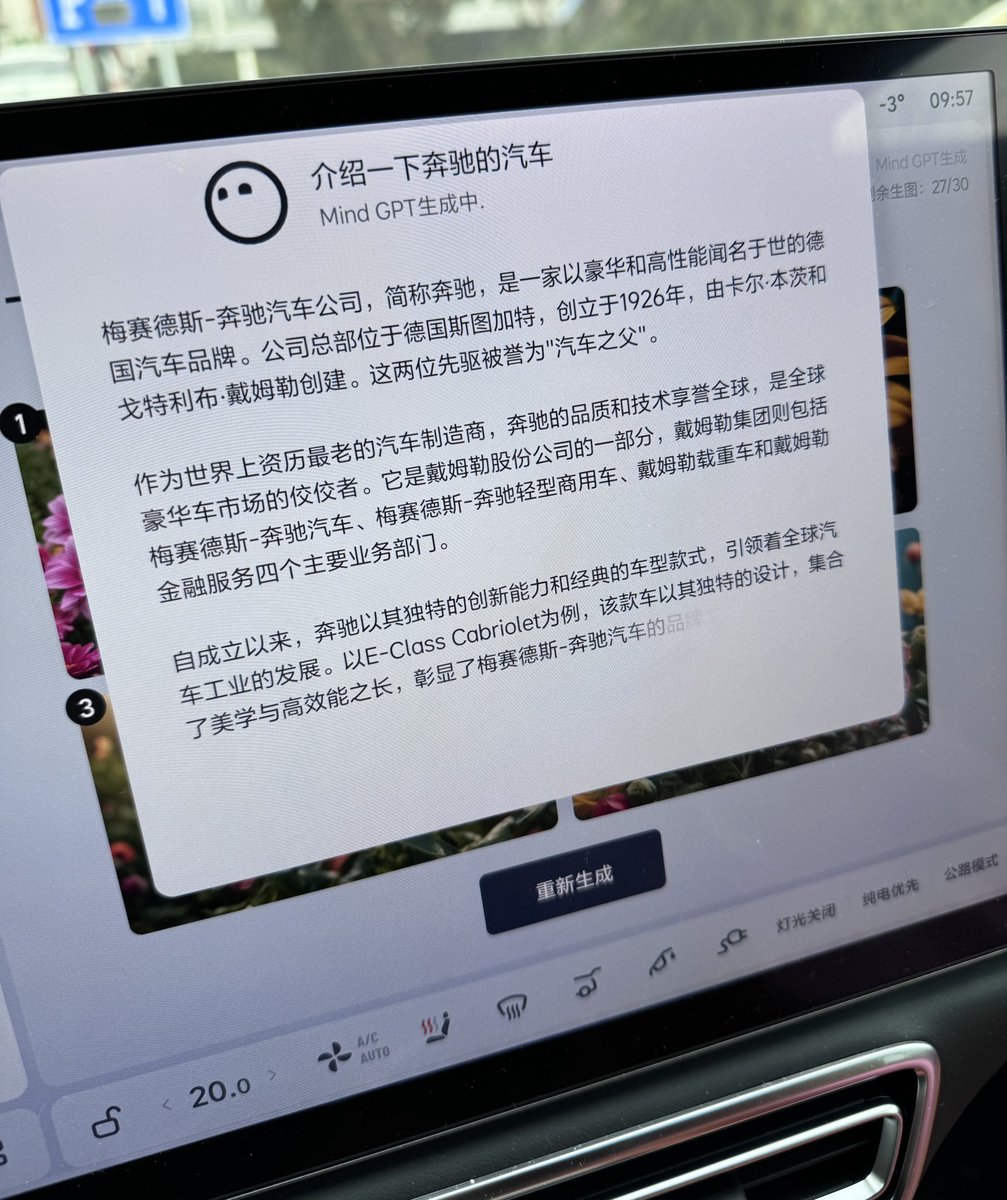 -3° 09:57
介绍一下奔驰的汽车
Mind GPT生成中.
Mind GPT生成
余生图：27/30
梅赛德斯-奔驰汽车公司，简称奔驰，是一家以豪华和高性能闻名于世的德
国汽车品牌。公司总部位于德国斯图加特，创立于1926年，由卡尔·本茨和
戈特利布·戴姆勒创建。这两位先驱被誉为"汽车之父"。
作为世界上资历最老的汽车制造商，奔驰的品质和技术享誉全球，是全球
豪华车市场的佼佼者。它是戴姆勒股份公司的一部分，戴姆勒集团则包括
梅赛德斯-奔驰汽车、梅赛德斯-奔驰轻型商用车、戴姆勒载重车和戴姆勒
金融服务四个主要业务部门。
自成立以来，奔驰以其独特的创新能力和经典的车型款式，引领着全球汽
车工业的发展。以E-Class Cabriolet为例，该款车以其独特的设计，集合
了美学与高效能之长，彰显了梅赛德斯-奔驰汽车的品牌
1
3
重新生成
灯光关闭 纯电优先 公路模式
A/C
AUTO
< 20.0 >